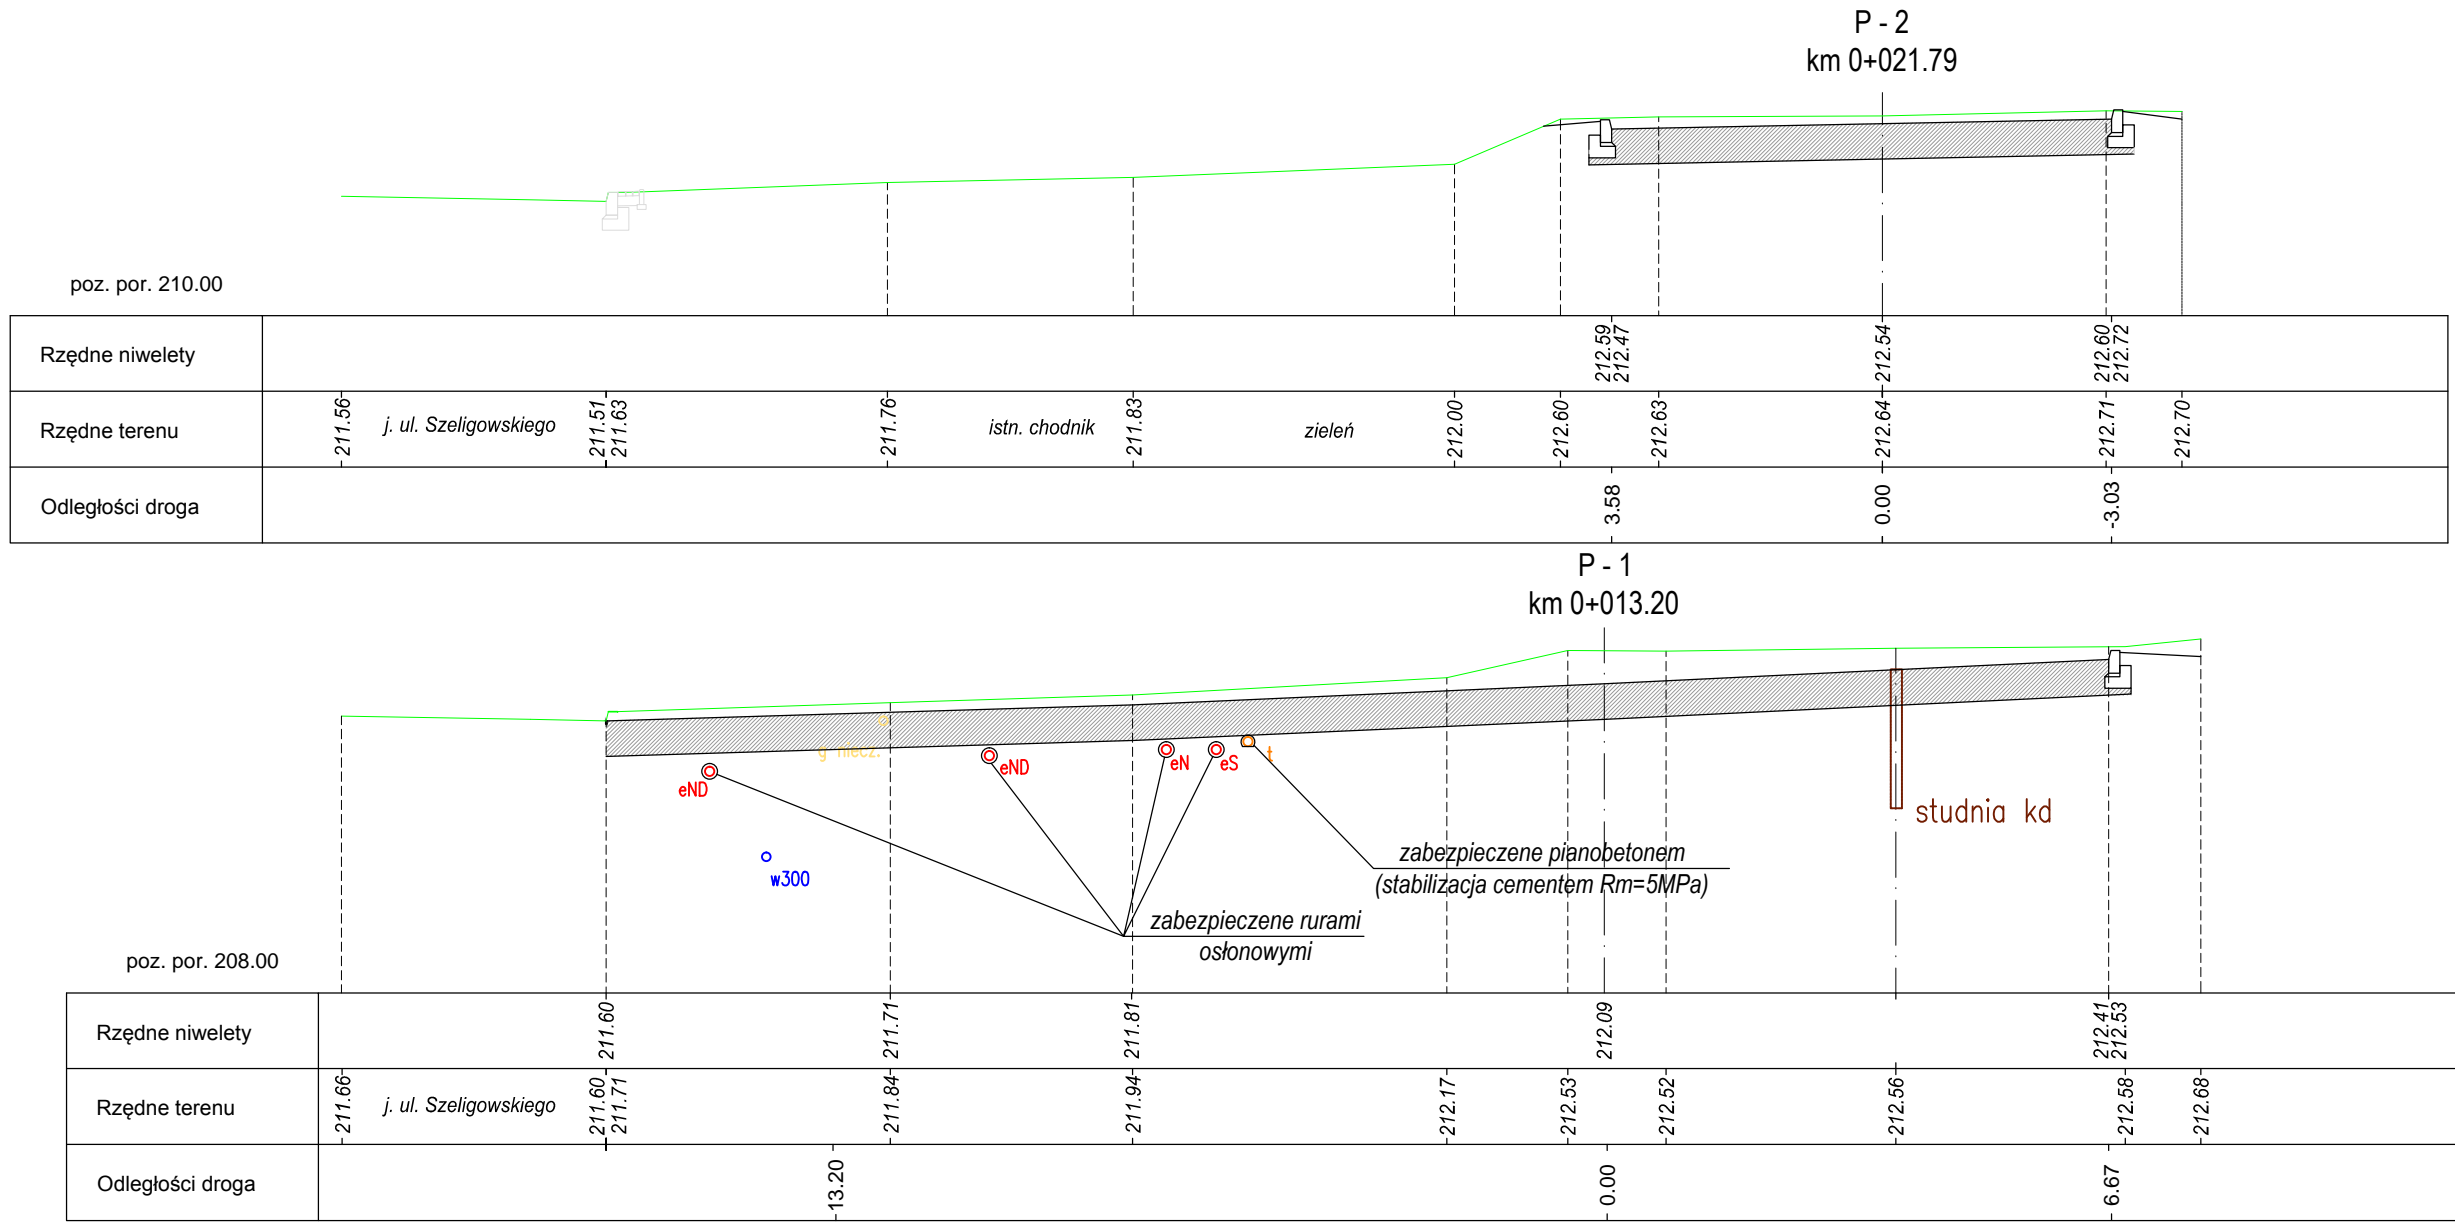 P - 2
km 0+021.79
poz. por. 210.00
Rzędne niwelety
212.59
212.47
212.54
212.60
212.72
Rzędne terenu
211.56
j. ul. Szeligowskiego
211.51
211.63
211.76
istn. chodnik
211.83
zieleń
212.00
212.60
212.63
212.64
212.71
212.70
Odległości droga
3.58
0.00
-3.03
P - 1
km 0+013.20
g niecz.
eND
eND
eN
eS
t
w300
studnia kd
zabezpieczene pianobetonem
(stabilizacja cementem Rm=5MPa)
zabezpieczene rurami
osłonowymi
poz. por. 208.00
Rzędne niwelety
211.60
211.71
211.81
212.09
212.41
212.53
Rzędne terenu
211.66
j. ul. Szeligowskiego
211.60
211.71
211.84
211.94
212.17
212.53
212.52
212.56
212.58
212.68
Odległości droga
-13.20
0.00
6.67